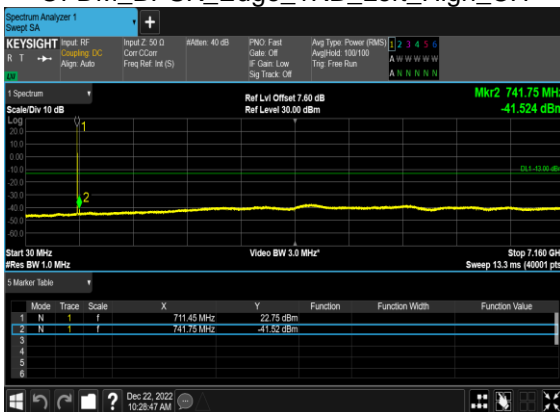 Spectrum Analyzer 1
Swept SA
+
KEYSIGHT Input: RF Input Z: 50 Ω #Atten: 40 dB PNO: Fast Avg Type: Power (RMS) 1 2 3 4 5 6
R T Coupling: DC Corr CCorr Gate: Off Avg|Hold: 100/100 A W W W W W
Align: Auto Freq Ref: Int (S) IF Gain: Low Trig: Free Run
LV Sig Track: Off A N N N N N
1 Spectrum Ref Lvl Offset 7.60 dB Mkr2 741.75 MHz
Scale/Div 10 dB Ref Level 30.00 dBm -41.524 dBm
Log
20.0
10.0
0.00
-10.0
DL1 -13.00 dBm
-20.0
-30.0
-40.0
-50.0
-60.0
1
2
Start 30 MHz Video BW 3.0 MHz* Stop 7.160 GHz
#Res BW 1.0 MHz Sweep 13.3 ms (40001 pts)
5 Marker Table
Mode Trace Scale X Y Function Function Width Function Value
1 N 1 f 711.45 MHz 22.75 dBm
2 N 1 f 741.75 MHz -41.52 dBm
3
4
5
6
? Dec 22, 2022
10:28:47 AM